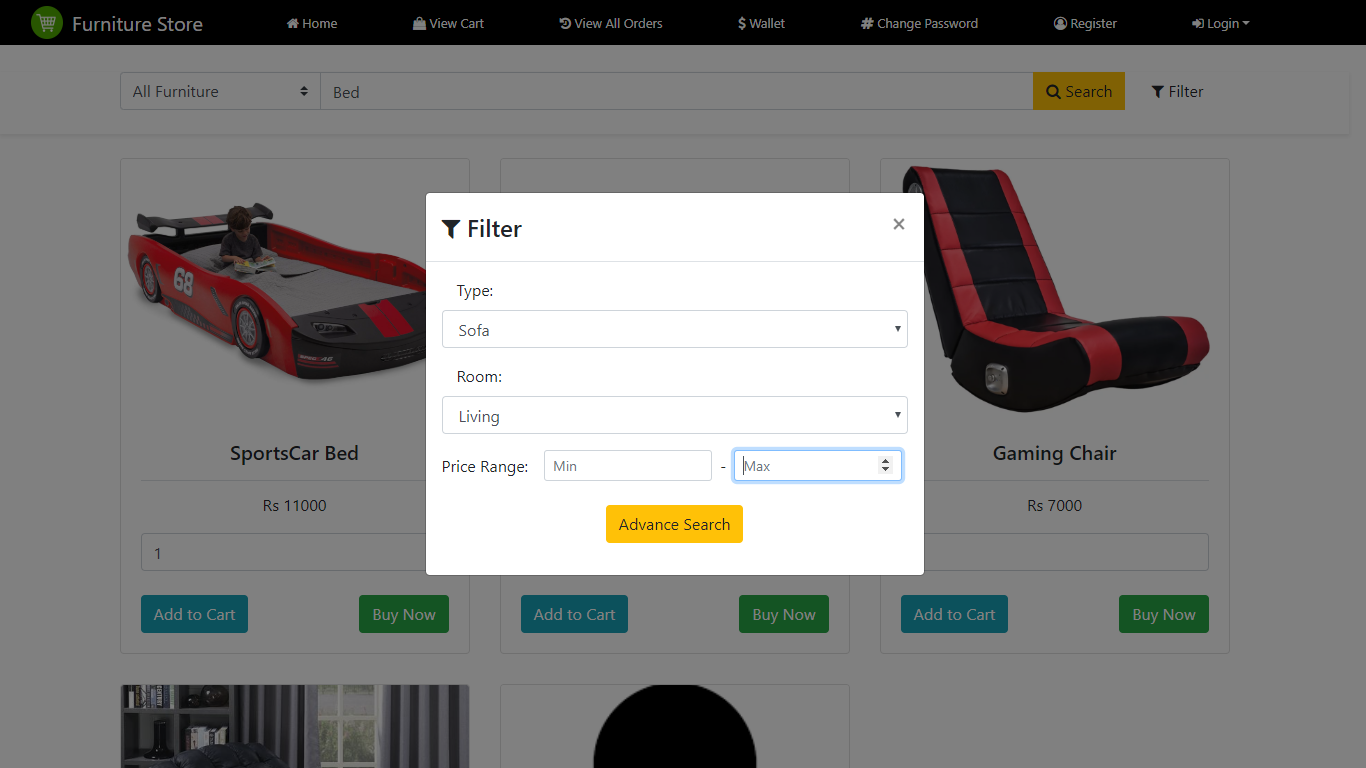 Furniture Store Home View Cart View All Orders $ Wallet # Change Password Register Login
All Furniture Bed Search Filter
68
Filter ×
Type:
Sofa
Room:
Living
Price Range: Min - Max
Advance Search
SportsCar Bed
Rs 11000
1
Add to Cart Buy Now
Add to Cart Buy Now
Gaming Chair
Rs 7000
Add to Cart Buy Now